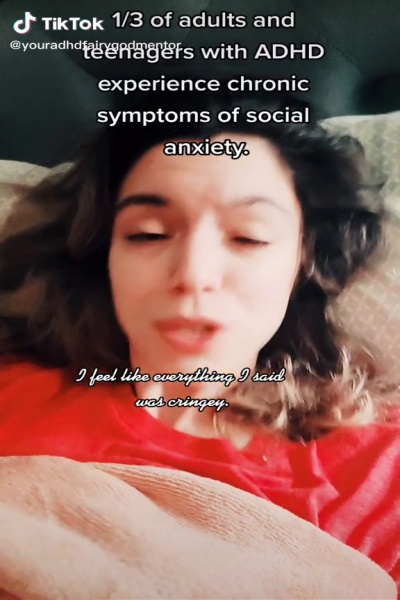 TikTok
@youradhdfairygodmentor
1/3 of adults and
teenagers with ADHD
experience chronic
symptoms of social
anxiety.
I feel like everything I said
was cringey.